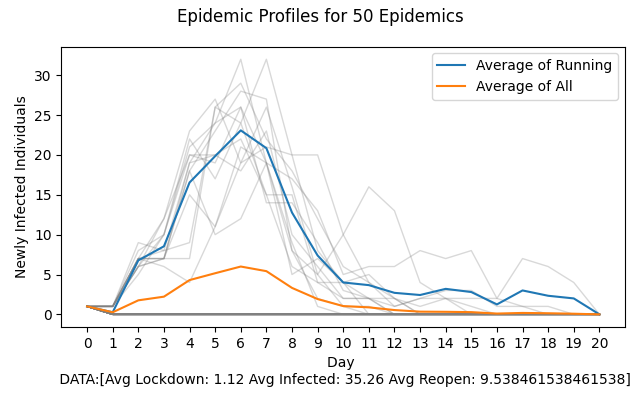 Epidemic Profiles for 50 Epidemics
Average of Running
Average of All
Newly Infected Individuals
30
25
20
15
10
5
0
0 1 2 3 4 5 6 7 8 9 10 11 12 13 14 15 16 17 18 19 20
Day
DATA:[Avg Lockdown: 1.12 Avg Infected: 35.26 Avg Reopen: 9.538461538461538]